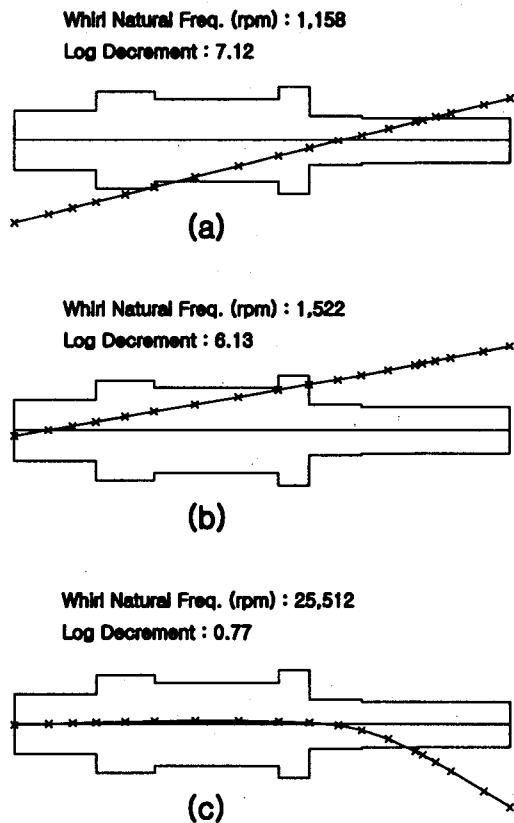 Whirl Natural Freq. (rpm) : 1,158
Log Decrement : 7.12
(a)
Whirl Natural Freq. (rpm) : 1,522
Log Decrement : 6.13
(b)
Whirl Natural Freq. (rpm) : 25,512
Log Decrement : 0.77
(c)